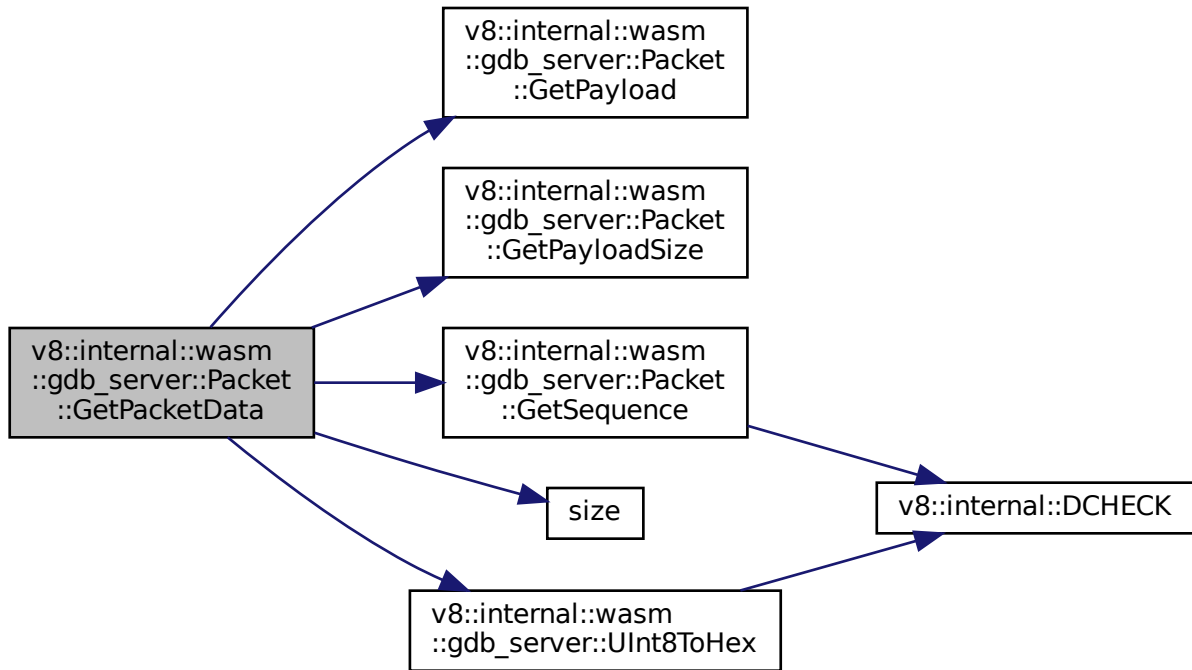 v8::internal::wasm
::gdb_server::Packet
::GetPayload
v8::internal::wasm
::gdb_server::Packet
::GetPayloadSize
v8::internal::wasm
::gdb_server::Packet
::GetPacketData
v8::internal::wasm
::gdb_server::Packet
::GetSequence
size
v8::internal::DCHECK
v8::internal::wasm
::gdb_server::UInt8ToHex